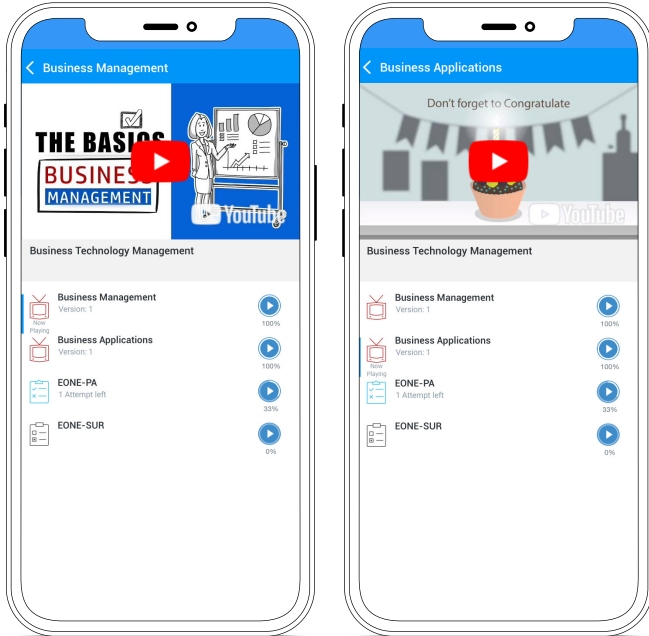 Business Management
THE BASICS
BUSINESS
MANAGEMENT
YouTube
Business Technology Management
Business Management
Version: 1
100%
Now
Playing
Business Applications
Version: 1
100%
EONE-PA
1 Attempt left
33%
EONE-SUR
0%
Business Applications
Don't forget to Congratulate
YouTube
Business Technology Management
Business Management
Version: 1
100%
Business Applications
Version: 1
100%
Now
Playing
EONE-PA
1 Attempt left
33%
EONE-SUR
0%